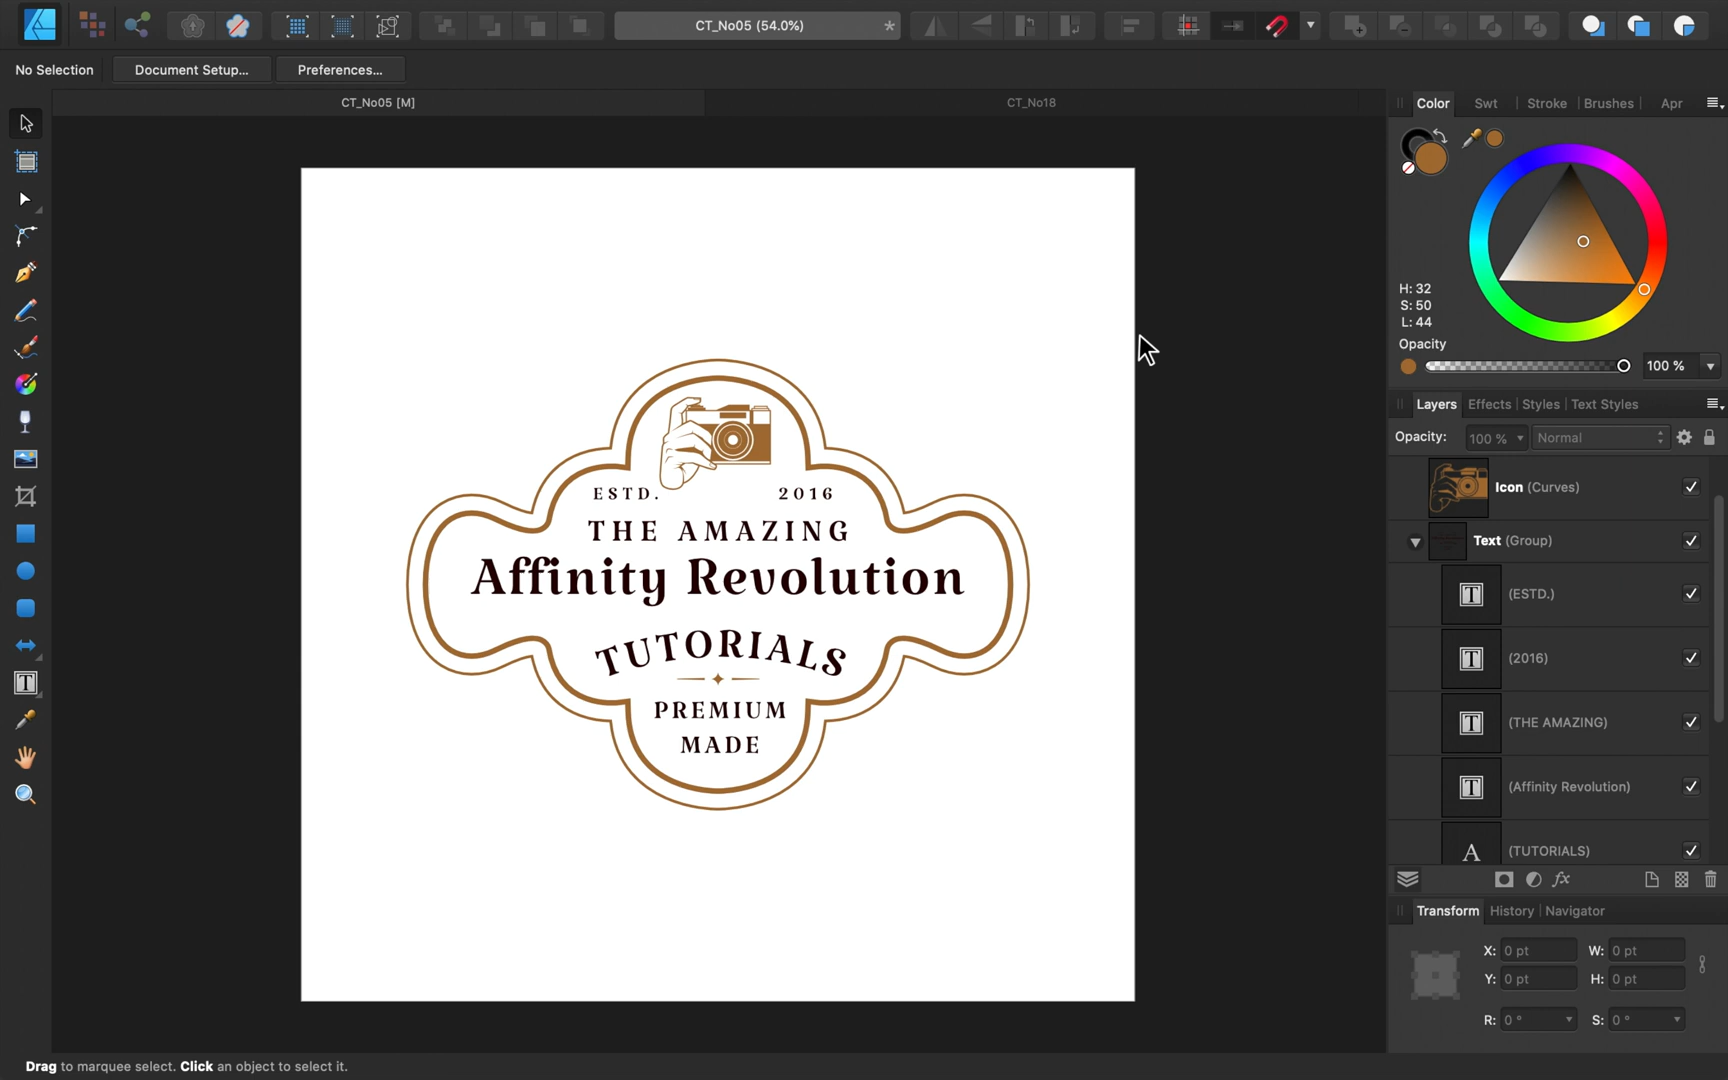 CT_No05 (54.0%) *
No Selection Document Setup... Preferences...
CT_No05 [M] CT_No18
Color Swt Stroke Brushes Apr
H: 32
S: 50
L: 44
Opacity
100 %
Layers Effects Styles Text Styles
Opacity: 100 % Normal
Icon (Curves)
Text (Group)
T (ESTD.)
T (2016)
T (THE AMAZING)
T (Affinity Revolution)
A (TUTORIALS)
fx
Transform History Navigator
X: 0 pt W: 0 pt
Y: 0 pt H: 0 pt
R: 0 ° S: 0 °
ESTD. 2016
THE AMAZING
Affinity Revolution
TUTORIALS
PREMIUM
MADE
T
Drag to marquee select. Click an object to select it.